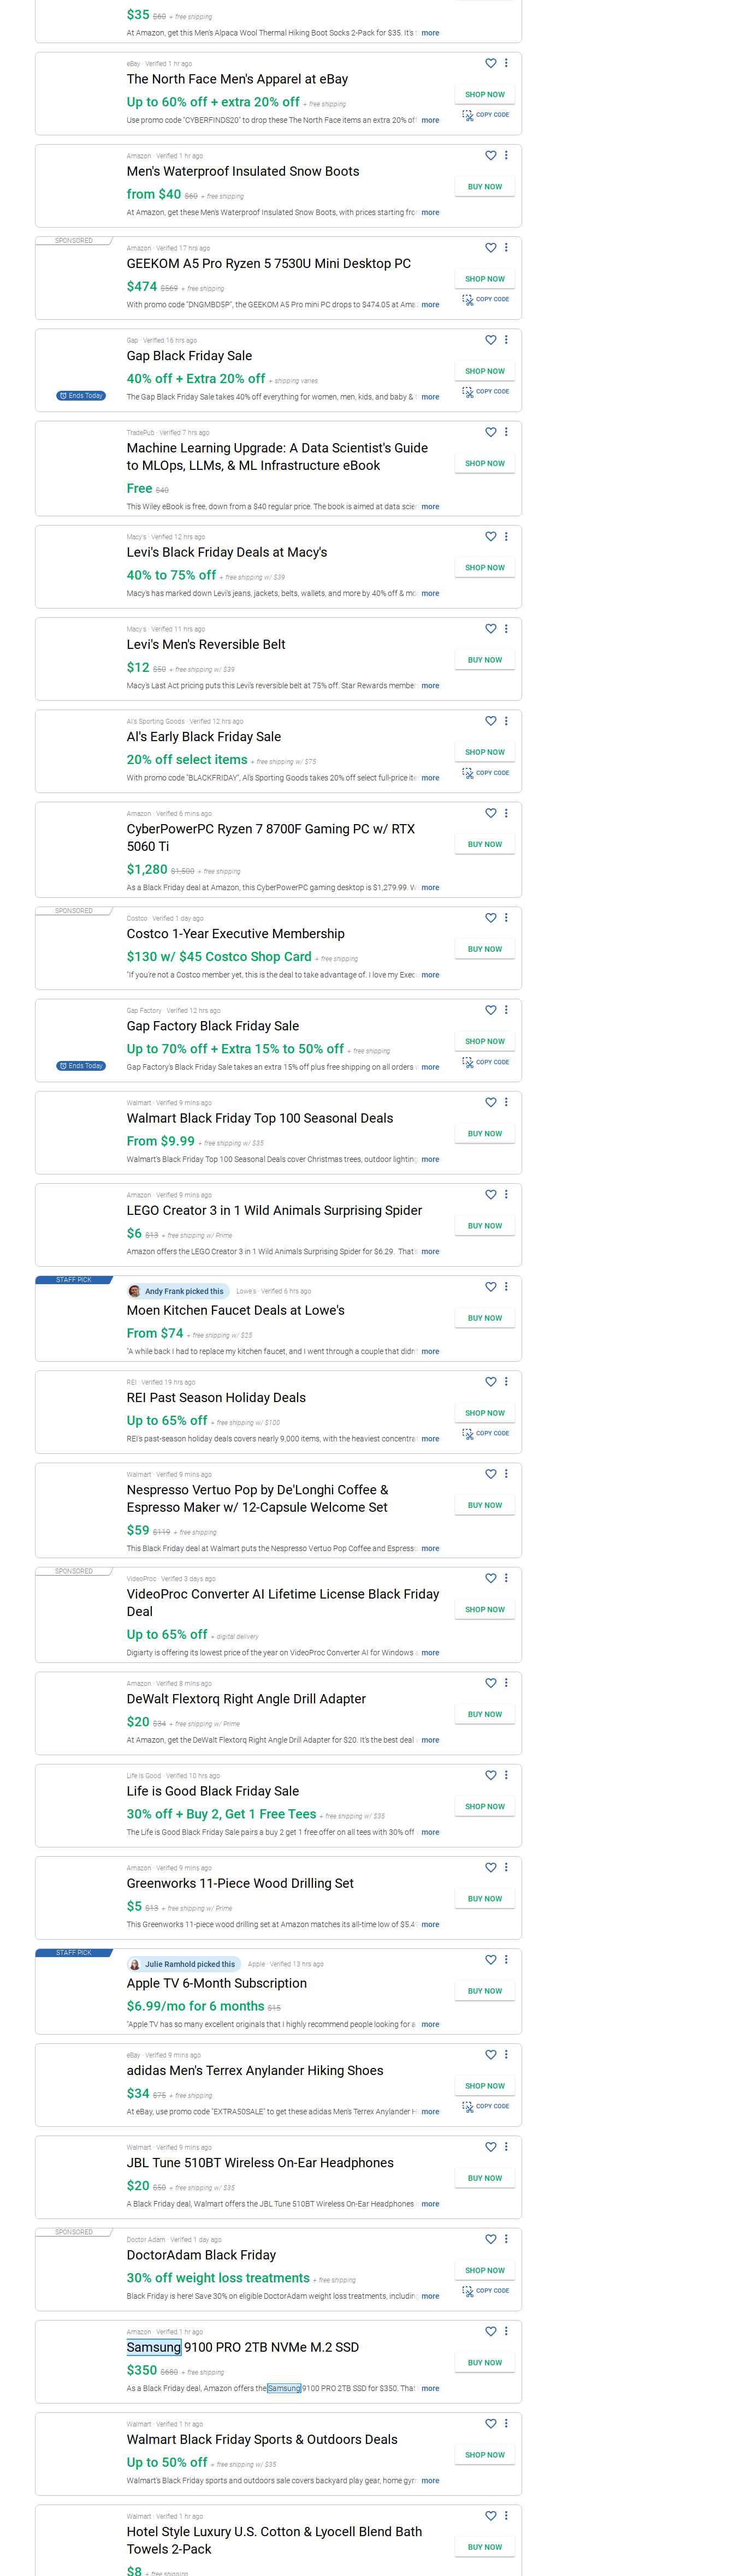 $35 $60 + free shipping
At Amazon, get this Men's Alpaca Wool Thermal Hiking Boot Socks 2-Pack for $35. It's more
eBay · Verified 1 hr ago
The North Face Men's Apparel at eBay
SHOP NOW
Up to 60% off + extra 20% off + free shipping
COPY CODE
Use promo code "CYBERFINDS20" to drop these The North Face items an extra 20% of more
Amazon · Verified 1 hr ago
Men's Waterproof Insulated Snow Boots
BUY NOW
from $40 $60 + free shipping
At Amazon, get these Men's Waterproof Insulated Snow Boots, with prices starting more
SPONSORED
Amazon · Verified 17 hrs ago
GEEKOM A5 Pro Ryzen 5 7530U Mini Desktop PC
SHOP NOW
$474 $569 + free shipping
COPY CODE
With promo code "DNGMBD5P", the GEEKOM A5 Pro mini PC drops to $474.05 at more
Gap · Verified 16 hrs ago
Gap Black Friday Sale
SHOP NOW
40% off + Extra 20% off + shipping varies
COPY CODE
Ends Today
The Gap Black Friday Sale takes 40% off everything for women, men, kids, and baby & more
TradePub · Verified 7 hrs ago
Machine Learning Upgrade: A Data Scientist's Guide
to MLOps, LLMs, & ML Infrastructure eBook
SHOP NOW
Free $40
This Wiley eBook is free, down from a $40 regular price. The book is aimed at data more
Macy's · Verified 12 hrs ago
Levi's Black Friday Deals at Macy's
SHOP NOW
40% to 75% off + free shipping w/ $39
Macy's has marked down Levi's jeans, jackets, belts, wallets, and more by 40% off & more
Macy's · Verified 11 hrs ago
Levi's Men's Reversible Belt
BUY NOW
$12 $50 + free shipping w/ $39
Macy's Last Act pricing puts this Levi's reversible belt at 75% off. Star Rewards membe more
Al's Sporting Goods · Verified 12 hrs ago
Al's Early Black Friday Sale
SHOP NOW
20% off select items + free shipping w/ $75
COPY CODE
With promo code "BLACKFRIDAY", Al's Sporting Goods takes 20% off select full-price more
Amazon · Verified 6 mins ago
CyberPowerPC Ryzen 7 8700F Gaming PC w/ RTX
5060 Ti
BUY NOW
$1,280 $1,500 + free shipping
As a Black Friday deal at Amazon, this CyberPowerPC gaming desktop is $1,279.99. more
SPONSORED
Costco · Verified 1 day ago
Costco 1-Year Executive Membership
BUY NOW
$130 w/ $45 Costco Shop Card + free shipping
"If you're not a Costco member yet, this is the deal to take advantage of. I love my more
Gap Factory · Verified 12 hrs ago
Gap Factory Black Friday Sale
SHOP NOW
Up to 70% off + Extra 15% to 50% off + free shipping
COPY CODE
Ends Today
Gap Factory's Black Friday Sale takes an extra 15% off plus free shipping on all orders more
Walmart · Verified 9 mins ago
Walmart Black Friday Top 100 Seasonal Deals
BUY NOW
From $9.99 + free shipping w/ $35
Walmart's Black Friday Top 100 Seasonal Deals cover Christmas trees, outdoor lighting more
Amazon · Verified 9 mins ago
LEGO Creator 3 in 1 Wild Animals Surprising Spider
BUY NOW
$6 $13 + free shipping w/ Prime
Amazon offers the LEGO Creator 3 in 1 Wild Animals Surprising Spider for $6.29. That's more
STAFF PICK
Andy Frank picked this Lowe's · Verified 6 hrs ago
Moen Kitchen Faucet Deals at Lowe's
BUY NOW
From $74 + free shipping w/ $25
"A while back I had to replace my kitchen faucet, and I went through a couple that didn't more
REI · Verified 19 hrs ago
REI Past Season Holiday Deals
SHOP NOW
Up to 65% off + free shipping w/ $100
COPY CODE
REI's past-season holiday deals covers nearly 9,000 items, with the heaviest concentra more
Walmart · Verified 9 mins ago
Nespresso Vertuo Pop by De'Longhi Coffee &
Espresso Maker w/ 12-Capsule Welcome Set
BUY NOW
$59 $119 + free shipping
This Black Friday deal at Walmart puts the Nespresso Vertuo Pop Coffee and Espresso more
SPONSORED
VideoProc · Verified 3 days ago
VideoProc Converter AI Lifetime License Black Friday
Deal
SHOP NOW
Up to 65% off + digital delivery
Digiarty is offering its lowest price of the year on VideoProc Converter AI for Windows more
Amazon · Verified 8 mins ago
DeWalt Flextorq Right Angle Drill Adapter
BUY NOW
$20 $34 + free shipping w/ Prime
At Amazon, get the DeWalt Flextorq Right Angle Drill Adapter for $20. It's the best deal more
Life is Good · Verified 10 hrs ago
Life is Good Black Friday Sale
SHOP NOW
30% off + Buy 2, Get 1 Free Tees + free shipping w/ $35
The Life is Good Black Friday Sale pairs a buy 2 get 1 free offer on all tees with 30% off more
Amazon · Verified 9 mins ago
Greenworks 11-Piece Wood Drilling Set
BUY NOW
$5 $13 + free shipping w/ Prime
This Greenworks 11-piece wood drilling set at Amazon matches its all-time low of $5.4 more
STAFF PICK
Julie Ramhold picked this Apple · Verified 13 hrs ago
Apple TV 6-Month Subscription
BUY NOW
$6.99/mo for 6 months $15
"Apple TV has so many excellent originals that I highly recommend people looking for more
eBay · Verified 9 mins ago
adidas Men's Terrex Anylander Hiking Shoes
SHOP NOW
$34 $75 + free shipping
COPY CODE
At eBay, use promo code "EXTRA50SALE" to get these adidas Men's Terrex Anylander more
Walmart · Verified 9 mins ago
JBL Tune 510BT Wireless On-Ear Headphones
BUY NOW
$20 $50 + free shipping w/ $35
A Black Friday deal, Walmart offers the JBL Tune 510BT Wireless On-Ear Headphones more
SPONSORED
Doctor Adam · Verified 1 day ago
DoctorAdam Black Friday
SHOP NOW
30% off weight loss treatments + free shipping
COPY CODE
Black Friday is here! Save 30% on eligible DoctorAdam weight loss treatments, including more
Amazon · Verified 1 hr ago
Samsung 9100 PRO 2TB NVMe M.2 SSD
BUY NOW
$350 $680 + free shipping
As a Black Friday deal, Amazon offers the Samsung 9100 PRO 2TB SSD for $350. That more
Walmart · Verified 1 hr ago
Walmart Black Friday Sports & Outdoors Deals
SHOP NOW
Up to 50% off + free shipping w/ $35
Walmart's Black Friday sports and outdoors sale covers backyard play gear, home gym more
Walmart · Verified 1 hr ago
Hotel Style Luxury U.S. Cotton & Lyocell Blend Bath
Towels 2-Pack
BUY NOW
$8 + free shipping